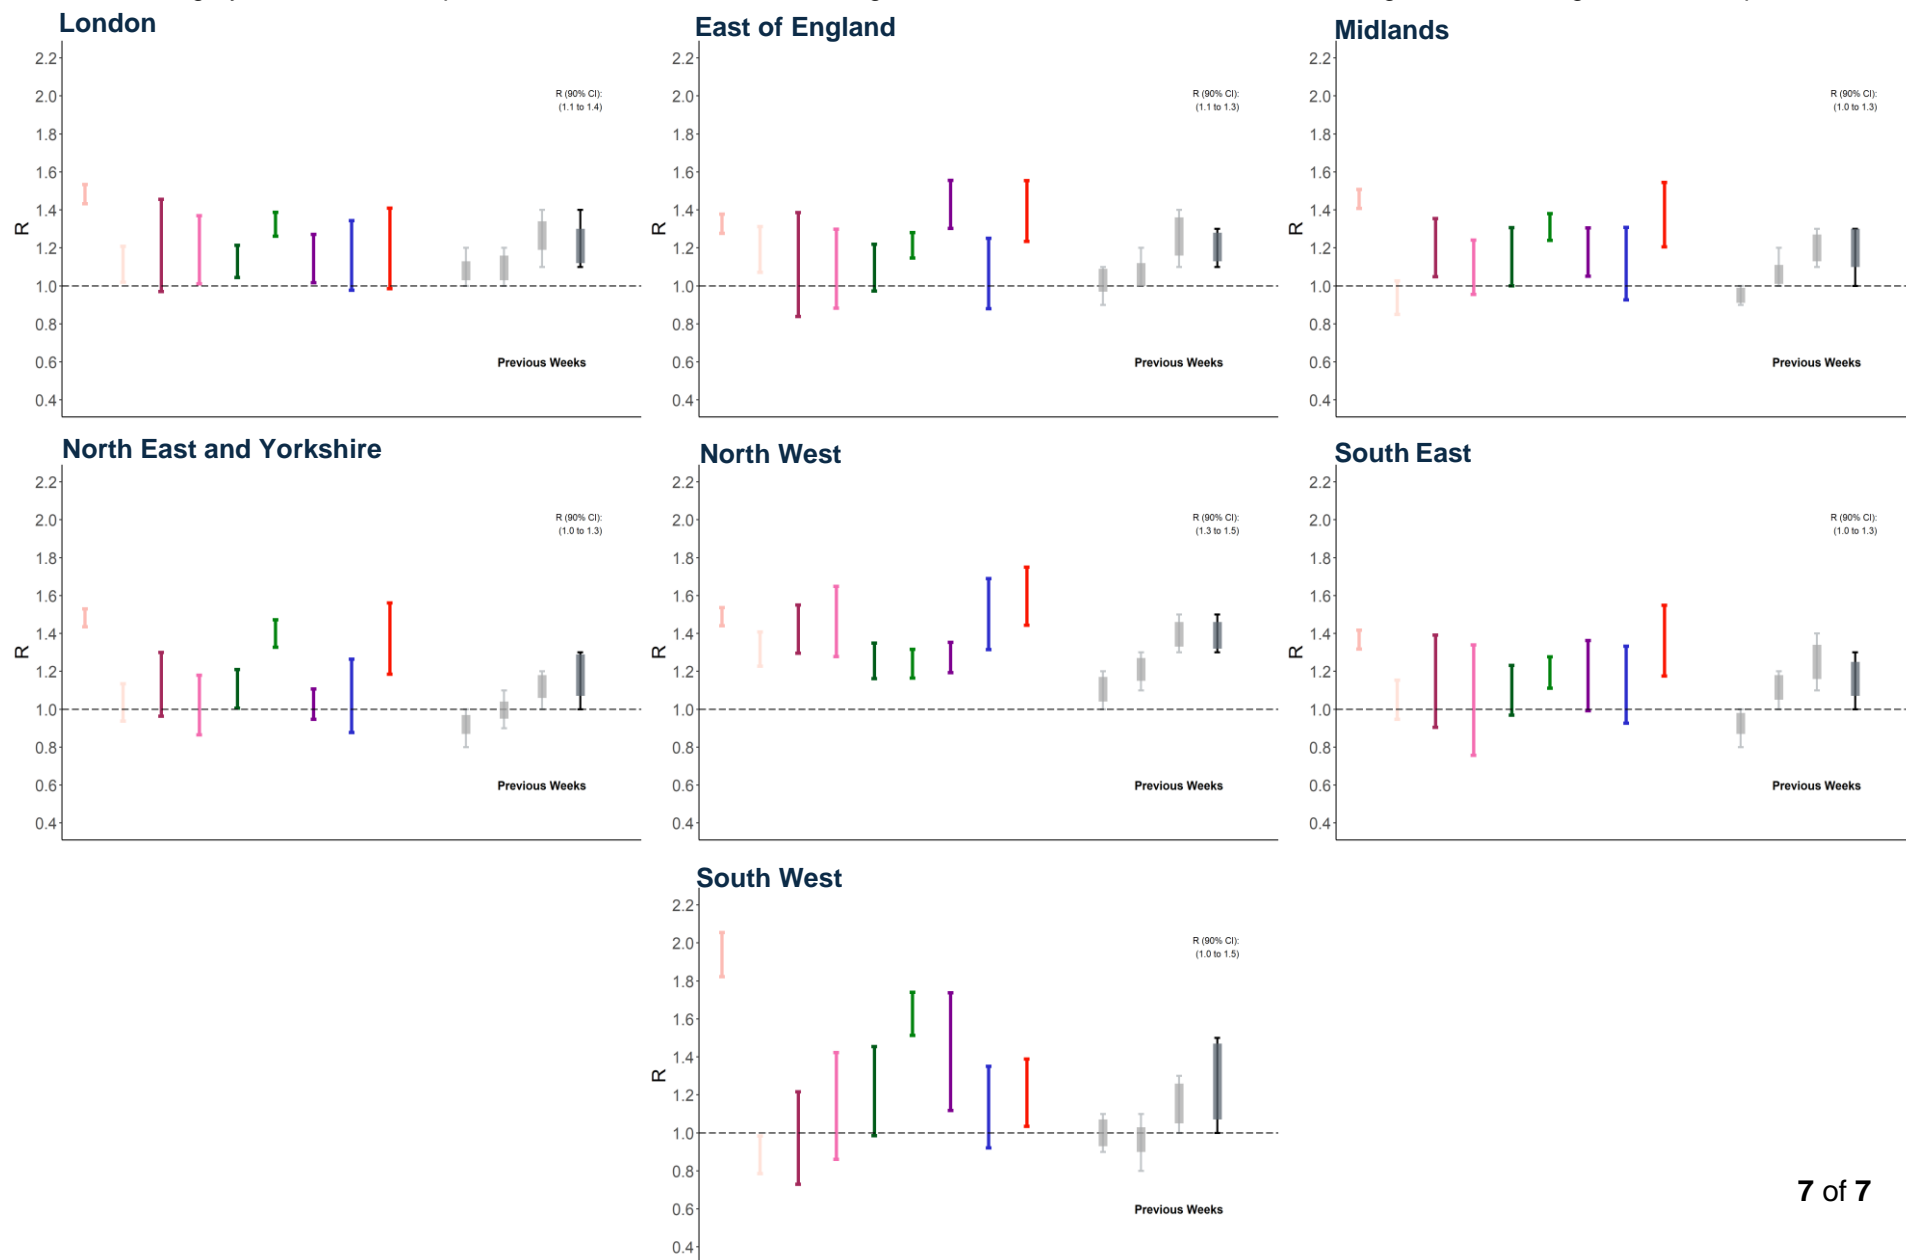 London
2.2
2.0
1.8
1.6
1.4
1.2
1.0
0.8
0.6
0.4
R
R (90% CI):
(1.1 to 1.4)
Previous Weeks
East of England
2.2
2.0
1.8
1.6
1.4
1.2
1.0
0.8
0.6
0.4
R
R (90% CI):
(1.1 to 1.3)
Previous Weeks
Midlands
2.2
2.0
1.8
1.6
1.4
1.2
1.0
0.8
0.6
0.4
R
R (90% CI):
(1.0 to 1.3)
Previous Weeks
North East and Yorkshire
2.2
2.0
1.8
1.6
1.4
1.2
1.0
0.8
0.6
0.4
R
R (90% CI):
(1.0 to 1.3)
Previous Weeks
North West
2.2
2.0
1.8
1.6
1.4
1.2
1.0
0.8
0.6
0.4
R
R (90% CI):
(1.3 to 1.5)
Previous Weeks
South East
2.2
2.0
1.8
1.6
1.4
1.2
1.0
0.8
0.6
0.4
R
R (90% CI):
(1.0 to 1.3)
Previous Weeks
South West
2.2
2.0
1.8
1.6
1.4
1.2
1.0
0.8
0.6
0.4
R
R (90% CI):
(1.0 to 1.5)
Previous Weeks
7 of 7